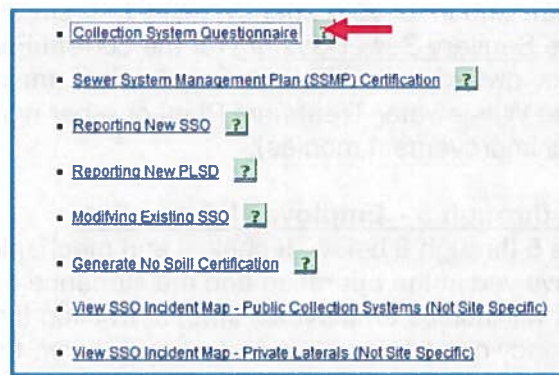 Collection System Questionnaire ?
Sewer System Management Plan (SSMP) Certification ?
Reporting New SSO ?
Reporting New PLSD ?
Modifying Existing SSO ?
Generate No Spill Certification ?
View SSO Incident Map - Public Collection Systems (Not Site Specific)
View SSO Incident Map - Private Laterals (Not Site Specific)